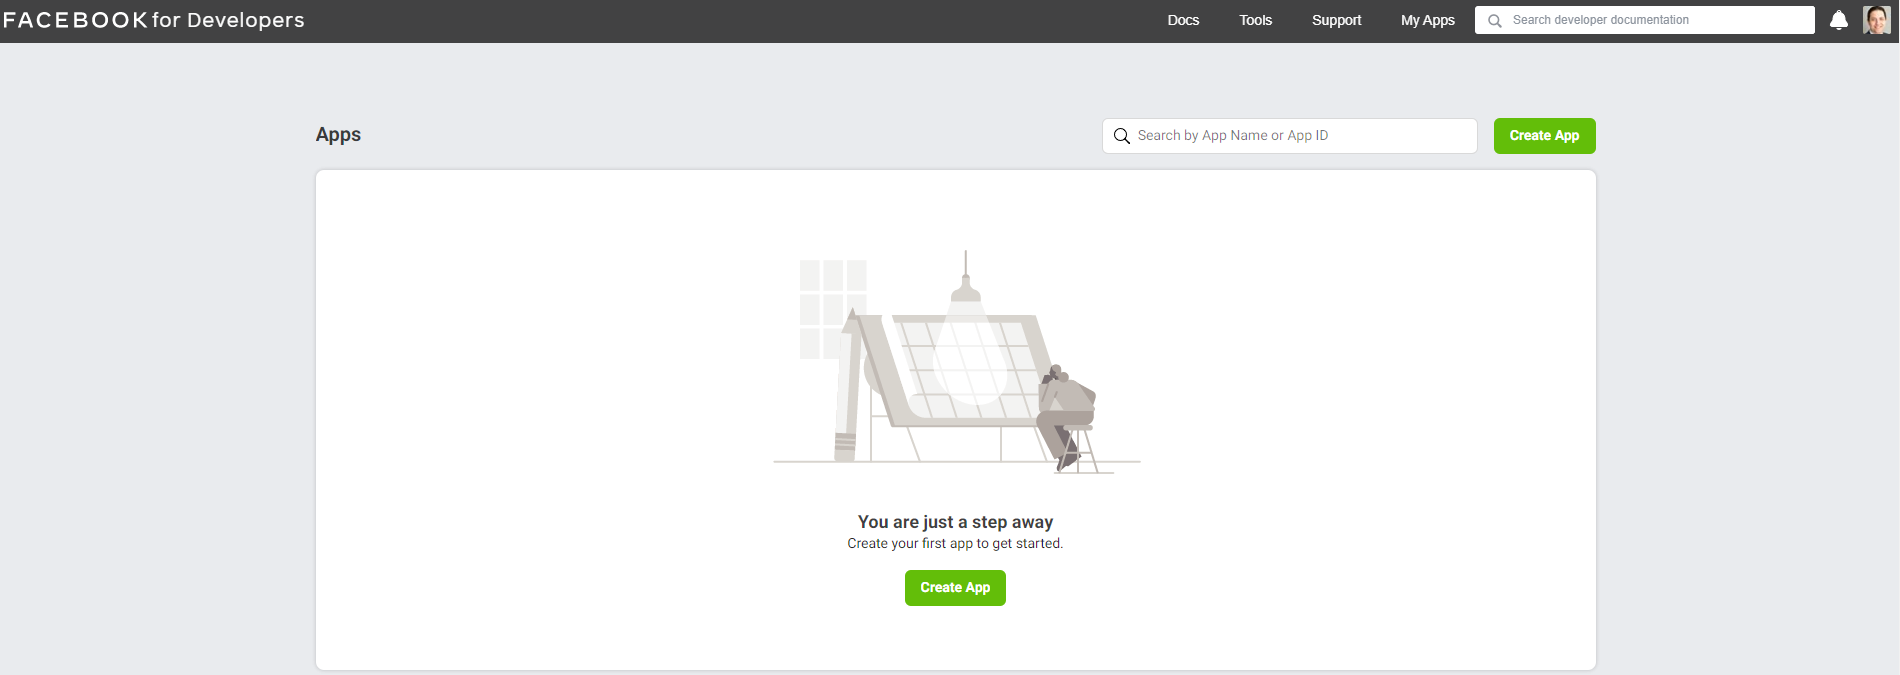 FACEBOOK for Developers
Docs Tools Support My Apps Search developer documentation
Apps
Search by App Name or App ID
Create App
You are just a step away
Create your first app to get started.
Create App